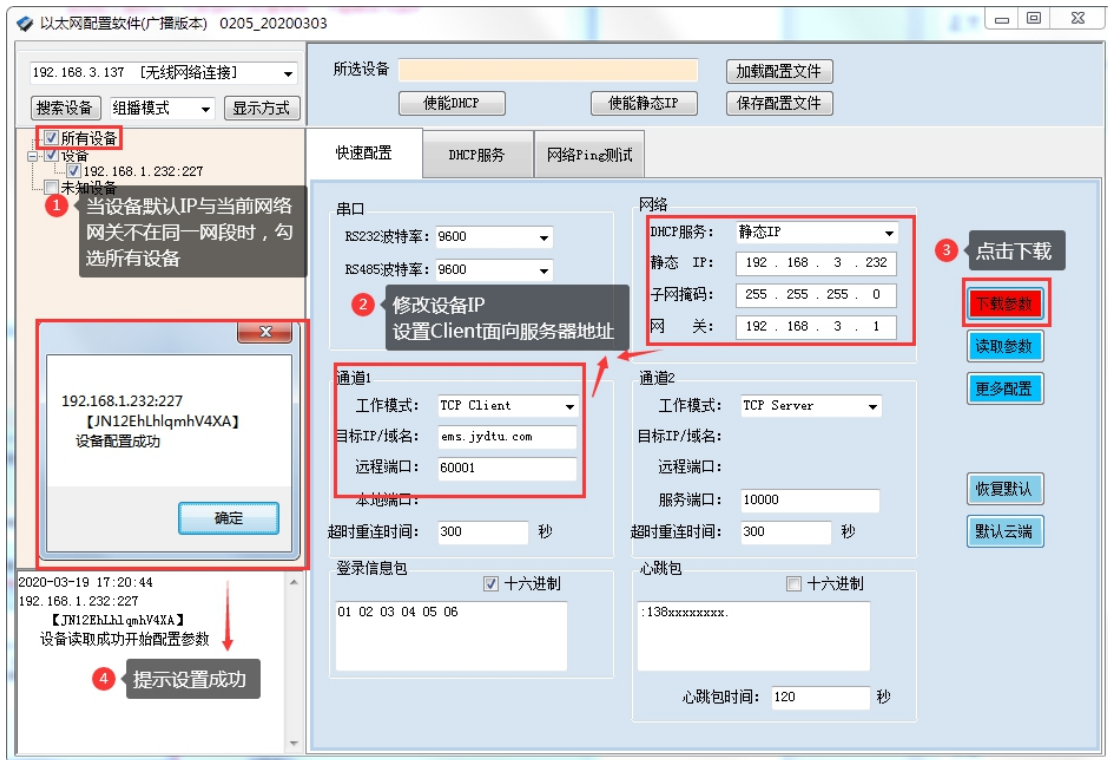 以太网配置软件(广播版本) 0205_20200303
192.168.3.137 [无线网络连接]
搜索设备 组播模式 显示方式
所选设备 加载配置文件
使能DHCP 使能静态IP 保存配置文件
所有设备
设备
192.168.1.232:227
未知设备
1 当设备默认IP与当前网络
网关不在同一网段时，勾
选所有设备
快速配置 DHCP服务 网络Ping测试
串口
RS232波特率: 9600
RS485波特率: 9600
网络
DHCP服务: 静态IP
静态 IP: 192 . 168 . 3 . 232
子网掩码: 255 . 255 . 255 . 0
网 关: 192 . 168 . 3 . 1
2 修改设备IP
设置Client面向服务器地址
3 点击下载
下载参数
读取参数
更多配置
恢复默认
默认云端
通道1
工作模式: TCP Client
目标IP/域名: ems.jydtu.com
远程端口: 60001
本地端口:
超时重连时间: 300 秒
通道2
工作模式: TCP Server
目标IP/域名:
远程端口:
服务端口: 10000
超时重连时间: 300 秒
登录信息包
十六进制
01 02 03 04 05 06
心跳包
十六进制
:138xxxxxxxx.
心跳包时间: 120 秒
192.168.1.232:227
【JN12EhLhlqmhV4XA】
设备配置成功
确定
2020-03-19 17:20:44
192.168.1.232:227
【JN12EhLhlqmhV4XA】
设备读取成功开始配置参数
4 提示设置成功